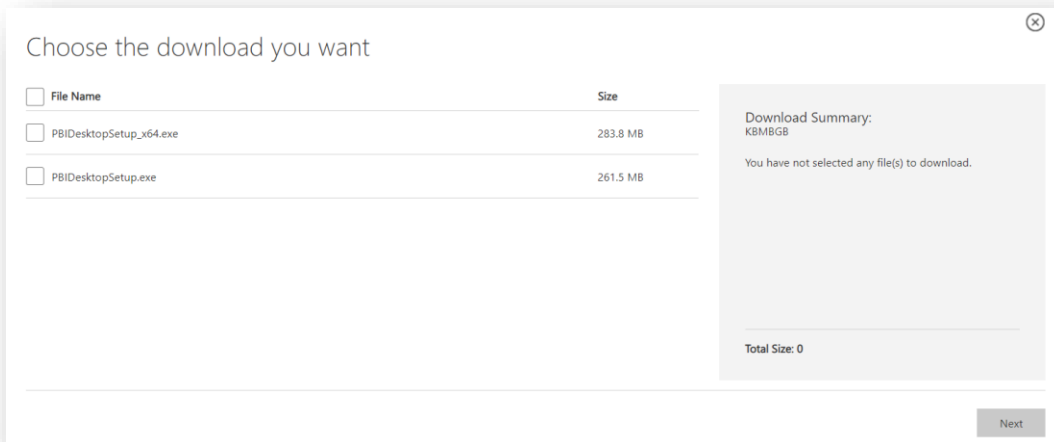 Choose the download you want
File Name Size
PBIDesktopSetup_x64.exe 283.8 MB
PBIDesktopSetup.exe 261.5 MB
Download Summary:
KBMBGB
You have not selected any file(s) to download.
Total Size: 0
Next